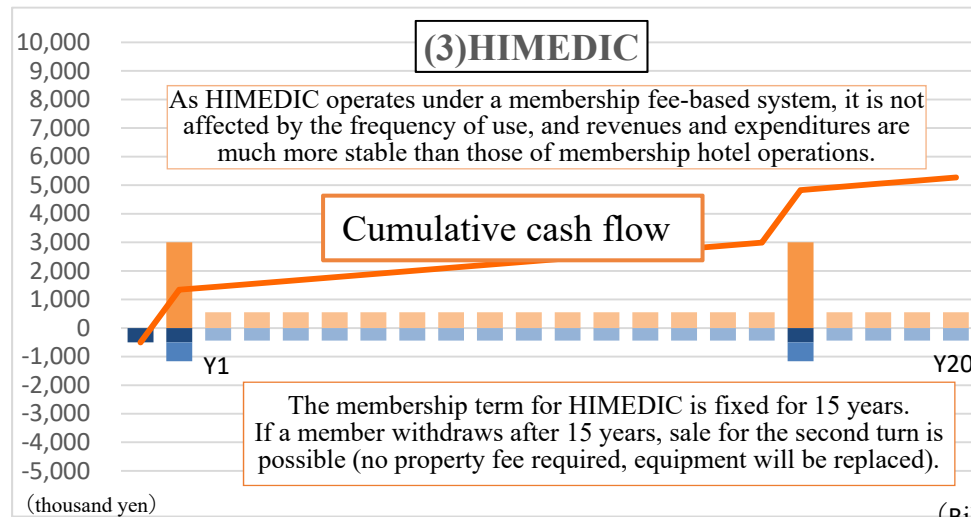 (3)HIMEDIC
As HIMEDIC operates under a membership fee-based system, it is not
affected by the frequency of use, and revenues and expenditures are
much more stable than those of membership hotel operations.
10,000
9,000
8,000
7,000
6,000
5,000
4,000
3,000
2,000
1,000
0
-1,000
-2,000
-3,000
-4,000
-5,000
Cumulative cash flow
Y1
Y20
The membership term for HIMEDIC is fixed for 15 years.
If a member withdraws after 15 years, sale for the second turn is
possible (no property fee required, equipment will be replaced).
（thousand yen）